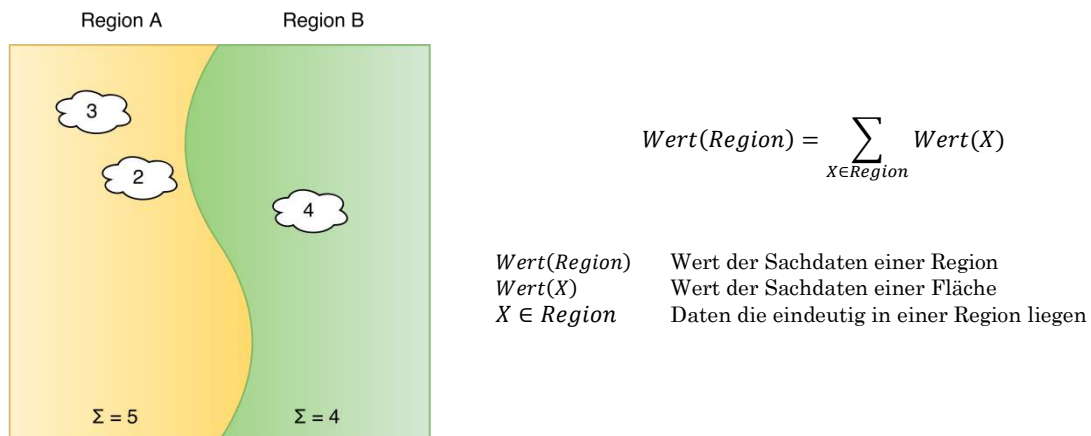 Region A Region B
3
2
4
Σ = 5 Σ = 4
Wert(Region) = ∑ Wert(X)
X∈Region
Wert(Region) Wert der Sachdaten einer Region
Wert(X) Wert der Sachdaten einer Fläche
X ∈ Region Daten die eindeutig in einer Region liegen